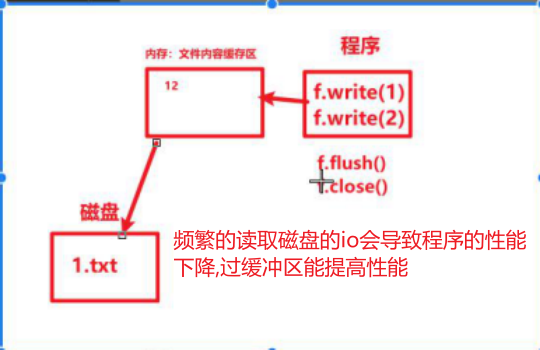 程序
内存：文件内容缓存区
12
f.write(1)
f.write(2)
f.flush()
f.close()
磁盘
1.txt
频繁的读取磁盘的io会导致程序的性能
下降,过缓冲区能提高性能